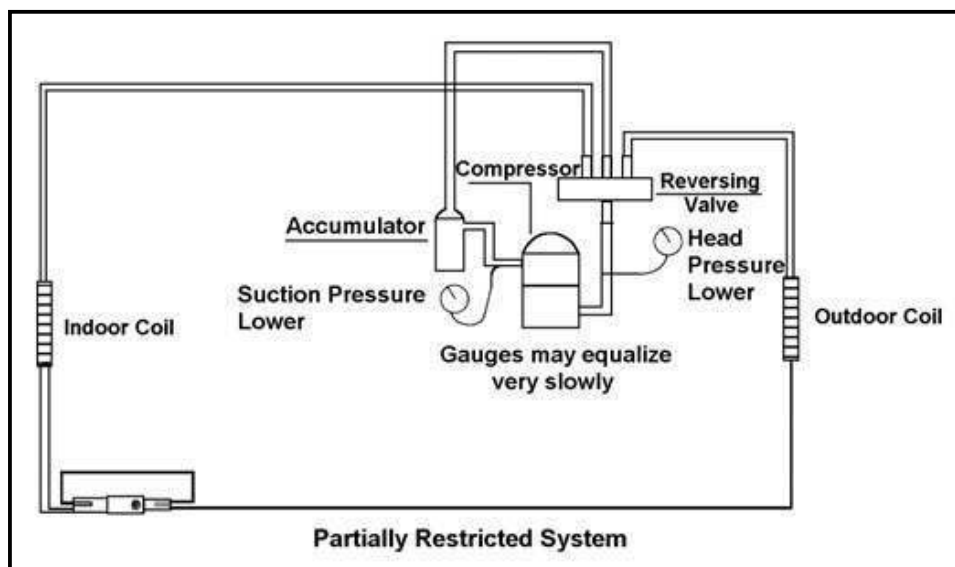 Compressor
Reversing
Valve
Accumulator
Head
Pressure
Lower
Suction Pressure
Lower
Indoor Coil
Outdoor Coil
Gauges may equalize
very slowly
Partially Restricted System